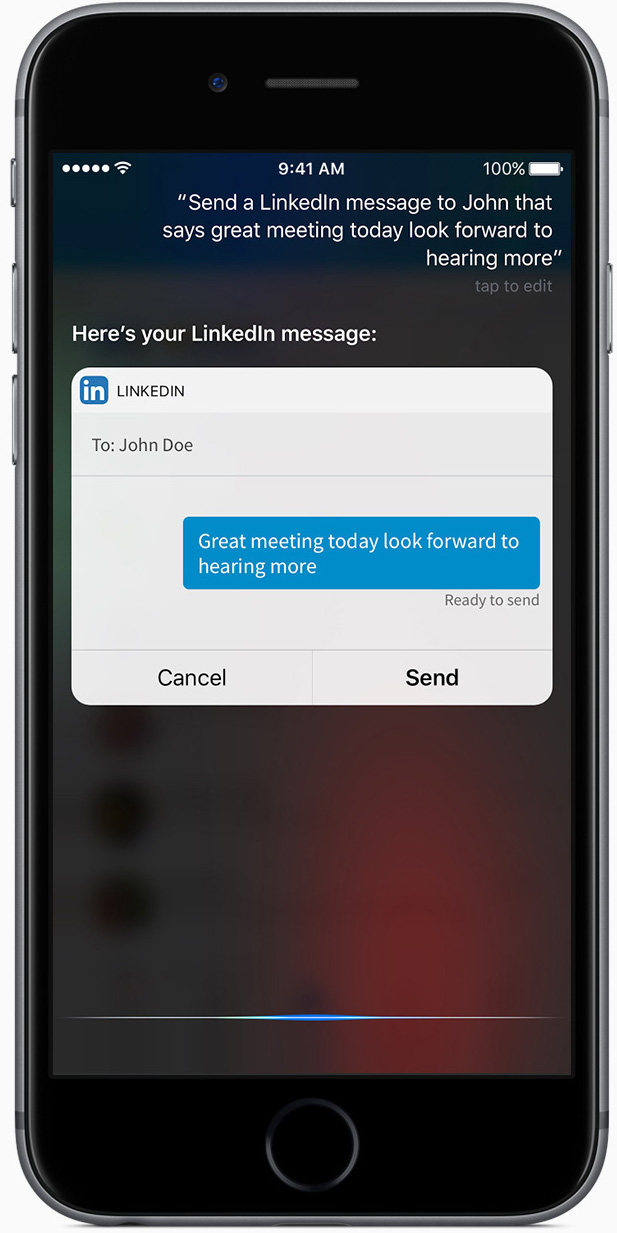 9:41 AM 100%
“Send a LinkedIn message to John that
says great meeting today look forward to
hearing more”
tap to edit
Here’s your LinkedIn message:
in LINKEDIN
To: John Doe
Great meeting today look forward to
hearing more
Ready to send
Cancel Send